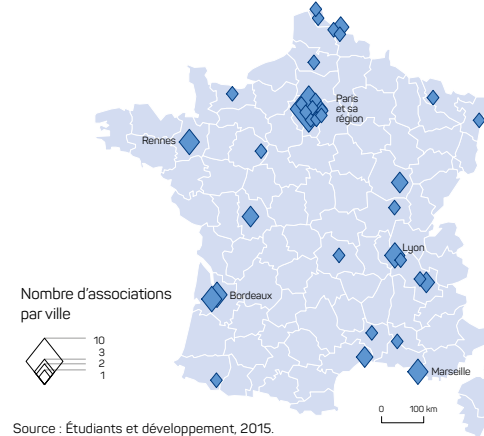 Paris
et sa
région
Rennes
Lyon
Bordeaux
Marseille
Nombre d'associations
par ville
10
3
2
1
0 100 km
Source : Étudiants et développement, 2015.